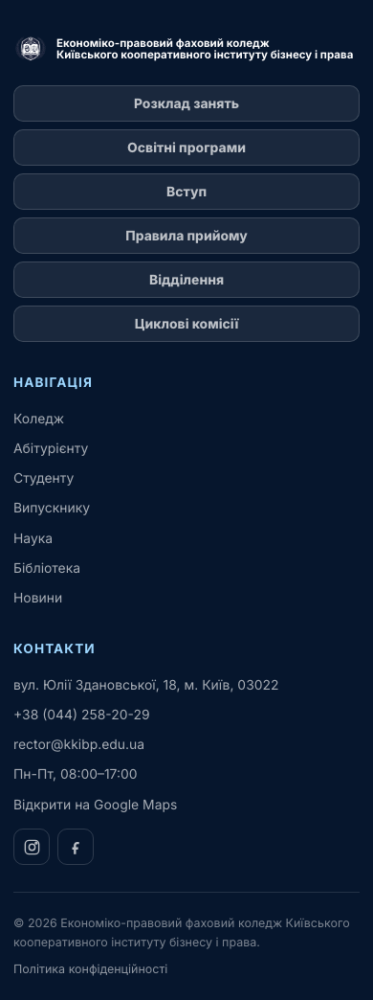 Економіко-правовий фаховий коледж
Київського кооперативного інституту бізнесу і права
Розклад занять
Освітні програми
Вступ
Правила прийому
Відділення
Циклові комісії
НАВІГАЦІЯ
Коледж
Абітурієнту
Студенту
Випускнику
Наука
Бібліотека
Новини
КОНТАКТИ
вул. Юлії Здановської, 18, м. Київ, 03022
+38 (044) 258-20-29
rector@kkibp.edu.ua
Пн-Пт, 08:00–17:00
Відкрити на Google Maps
© 2026 Економіко-правовий фаховий коледж Київського
кооперативного інституту бізнесу і права.
Політика конфіденційності